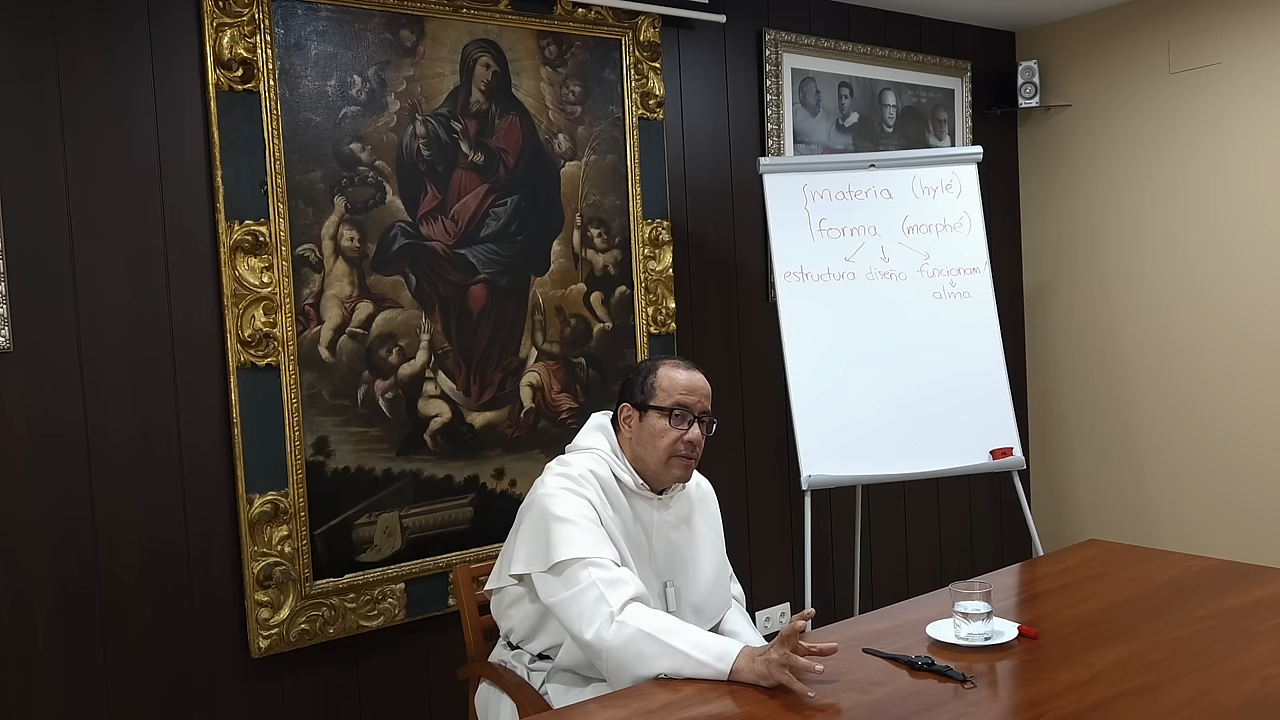 materia (hylé)
forma (morphé)
estructura diseño funcionam/
alma